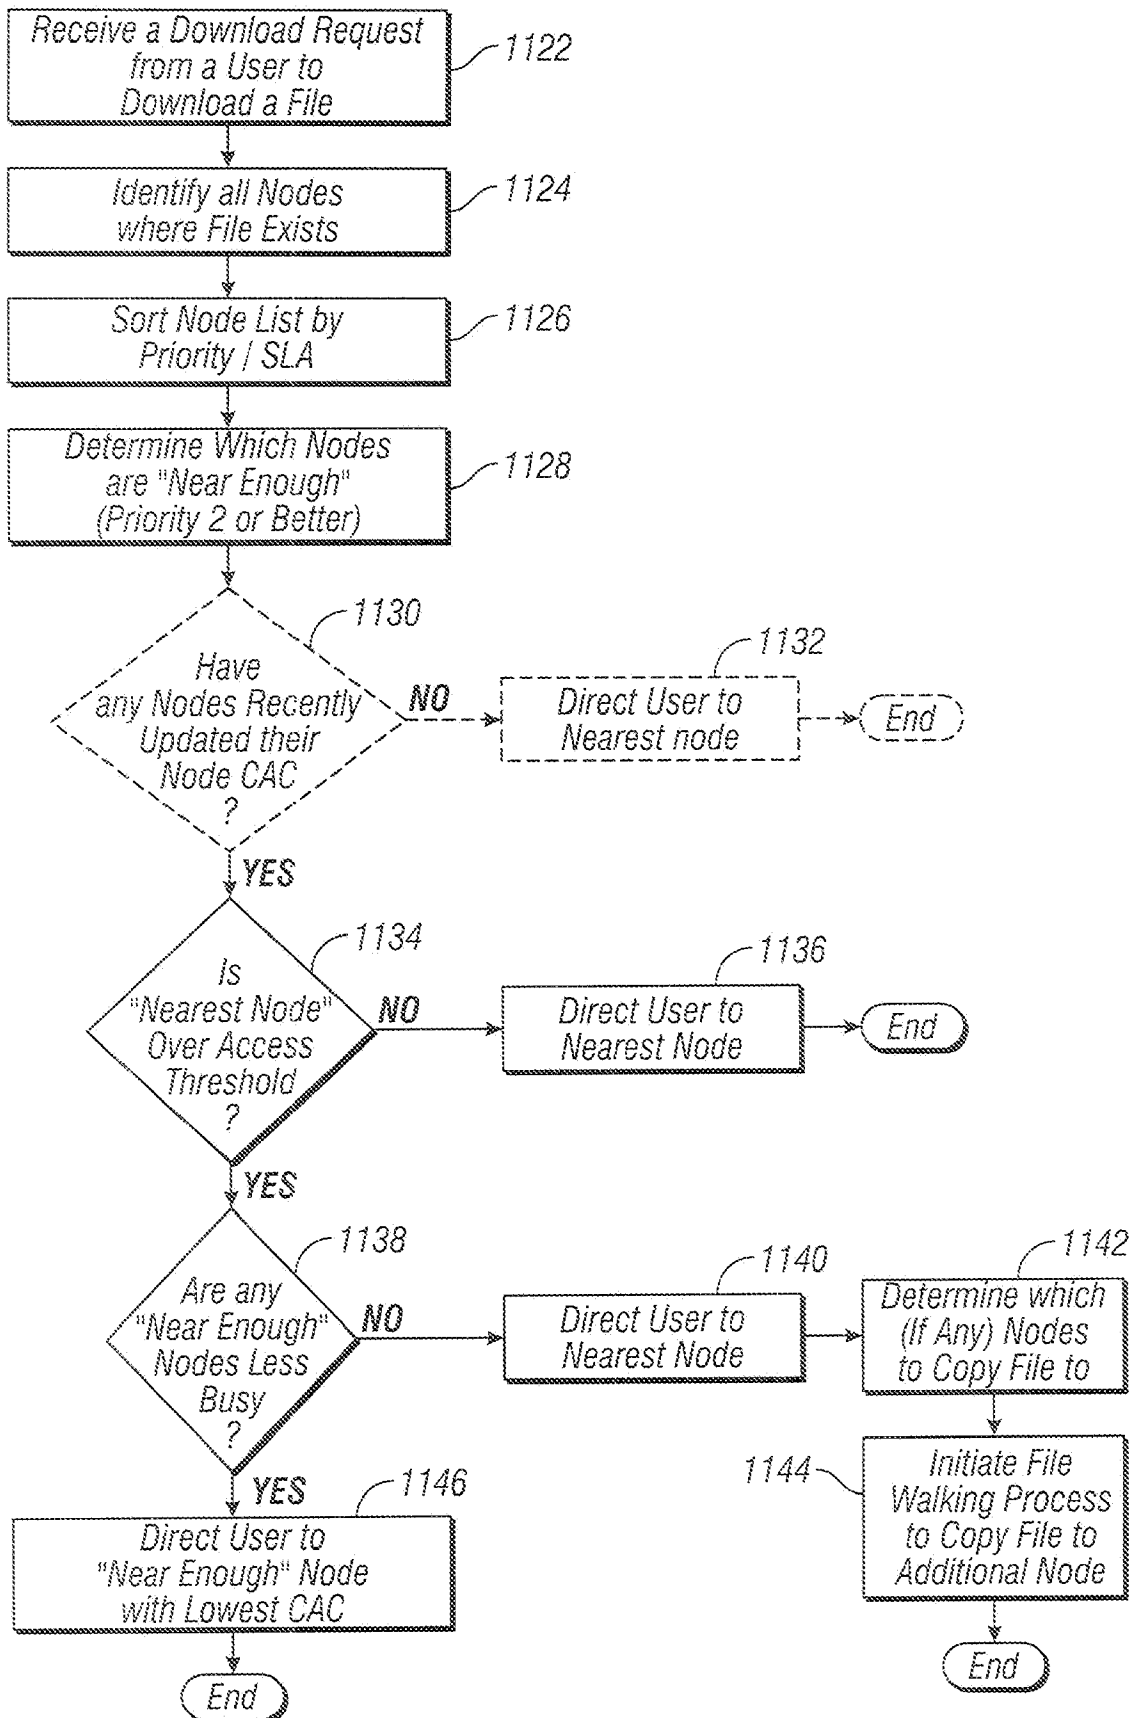 Receive a Download Request
from a User to
Download a File
1122
Identify all Nodes
where File Exists
1124
Sort Node List by
Priority / SLA
1126
Determine Which Nodes
are "Near Enough"
(Priority 2 or Better)
1128
1130
Have
any Nodes Recently
Updated their
Node CAC
?
NO
1132
Direct User to
Nearest node
End
YES
1134
Is
"Nearest Node"
Over Access
Threshold
?
NO
1136
Direct User to
Nearest Node
End
YES
1138
Are any
"Near Enough"
Nodes Less
Busy
?
NO
1140
Direct User to
Nearest Node
1142
Determine which
(If Any) Nodes
to Copy File to
1144
Initiate File
Walking Process
to Copy File to
Additional Node
End
YES
1146
Direct User to
"Near Enough" Node
with Lowest CAC
End